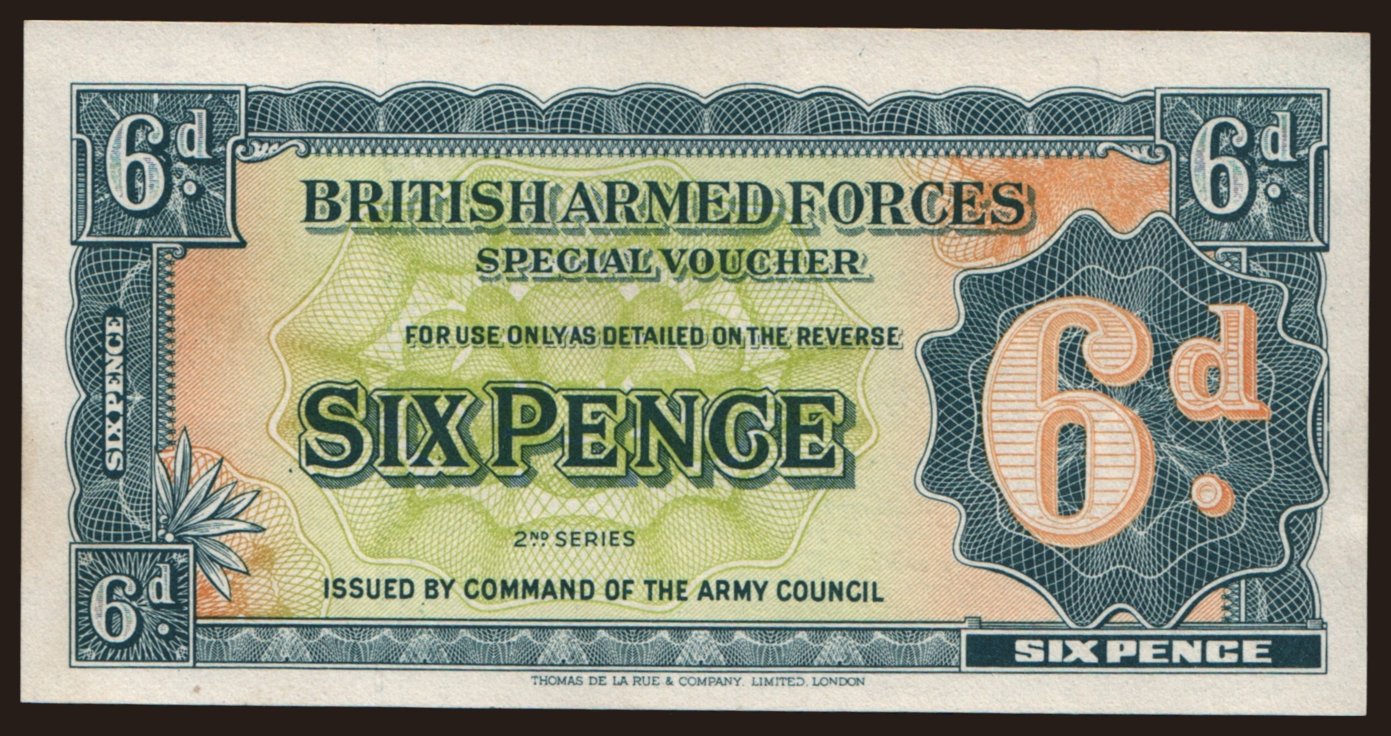 6d.
6d.
BRITISH ARMED FORCES
SPECIAL VOUCHER
FOR USE ONLY AS DETAILED ON THE REVERSE
SIXPENCE
SIX PENCE
6d.
2ND SERIES
ISSUED BY COMMAND OF THE ARMY COUNCIL
6d.
SIXPENCE
THOMAS DE LA RUE & COMPANY, LIMITED, LONDON